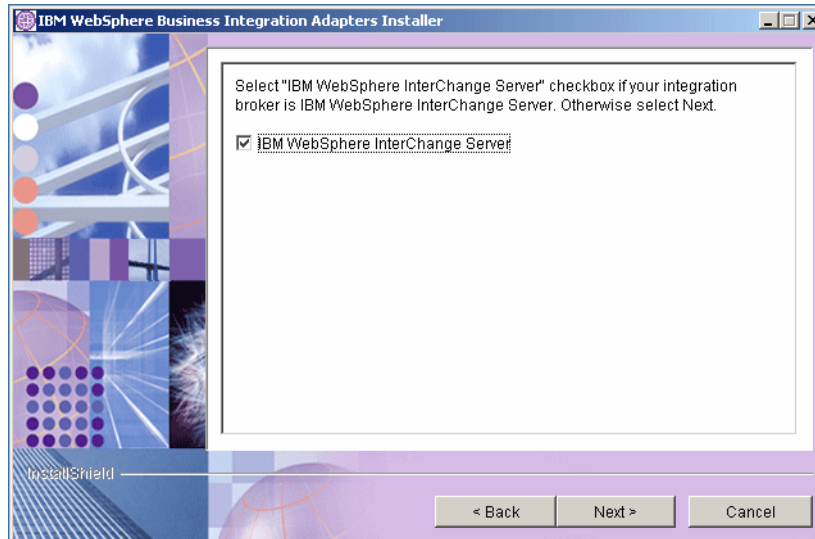 IBM WebSphere Business Integration Adapters Installer
Select "IBM WebSphere InterChange Server" checkbox if your integration
broker is IBM WebSphere InterChange Server. Otherwise select Next.
IBM WebSphere InterChange Server
InstallShield
< Back Next > Cancel